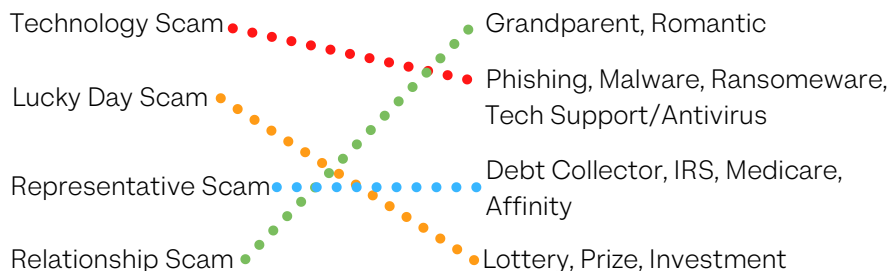 Technology Scam
Lucky Day Scam
Representative Scam
Relationship Scam
Grandparent, Romantic
Phishing, Malware, Ransomeware,
Tech Support/Antivirus
Debt Collector, IRS, Medicare,
Affinity
Lottery, Prize, Investment